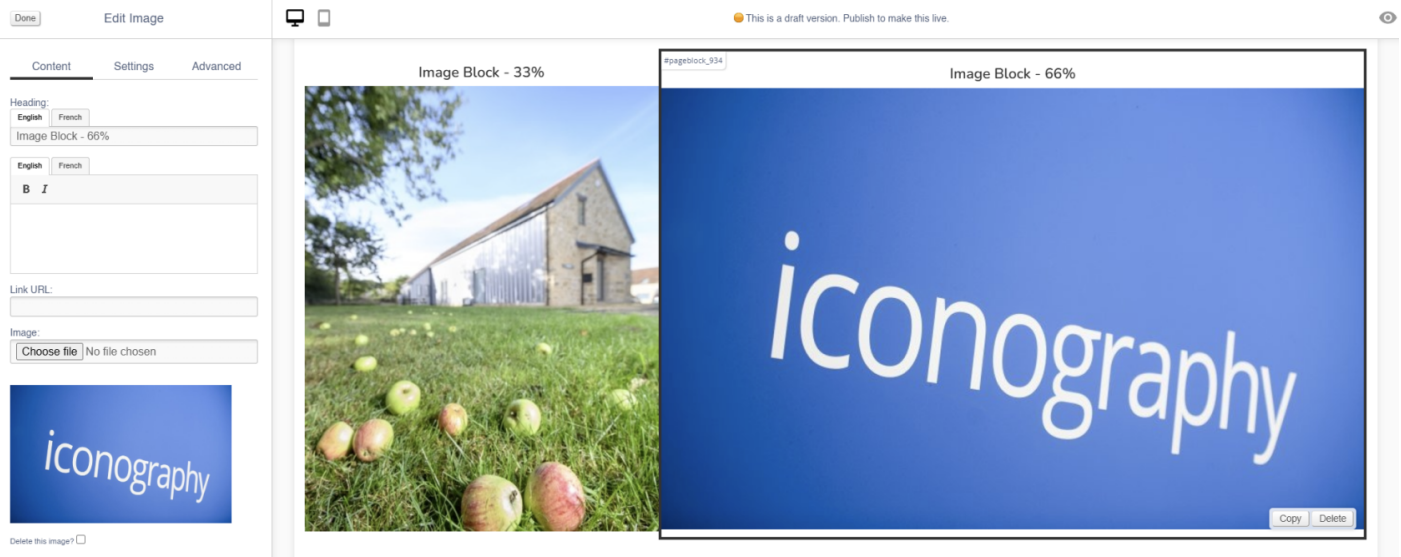 Done
Edit Image
This is a draft version. Publish to make this live.
Content Settings Advanced
Heading:
English French
Image Block - 66%
English French
B I
Link URL:
Image:
Choose file No file chosen
iconography
Delete this image?
Image Block - 33%
#pageblock_934
Image Block - 66%
iconography
Copy Delete